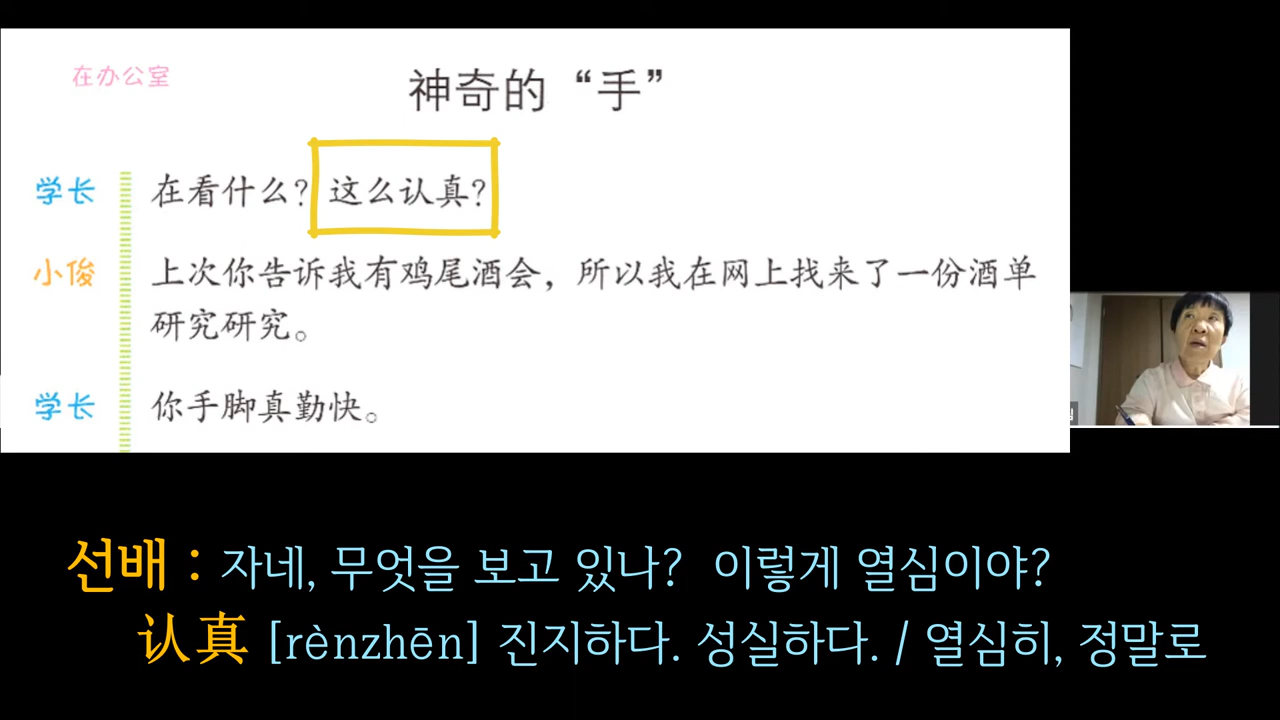 在办公室
神奇的“手”
学长 在看什么? 这么认真?
小俊 上次你告诉我有鸡尾酒会，所以我在网上找来了一份酒单
研究研究。
学长 你手脚真勤快。
선배 : 자네, 무엇을 보고 있나? 이렇게 열심이야?
认真 [rènzhēn] 진지하다. 성실하다. / 열심히, 정말로